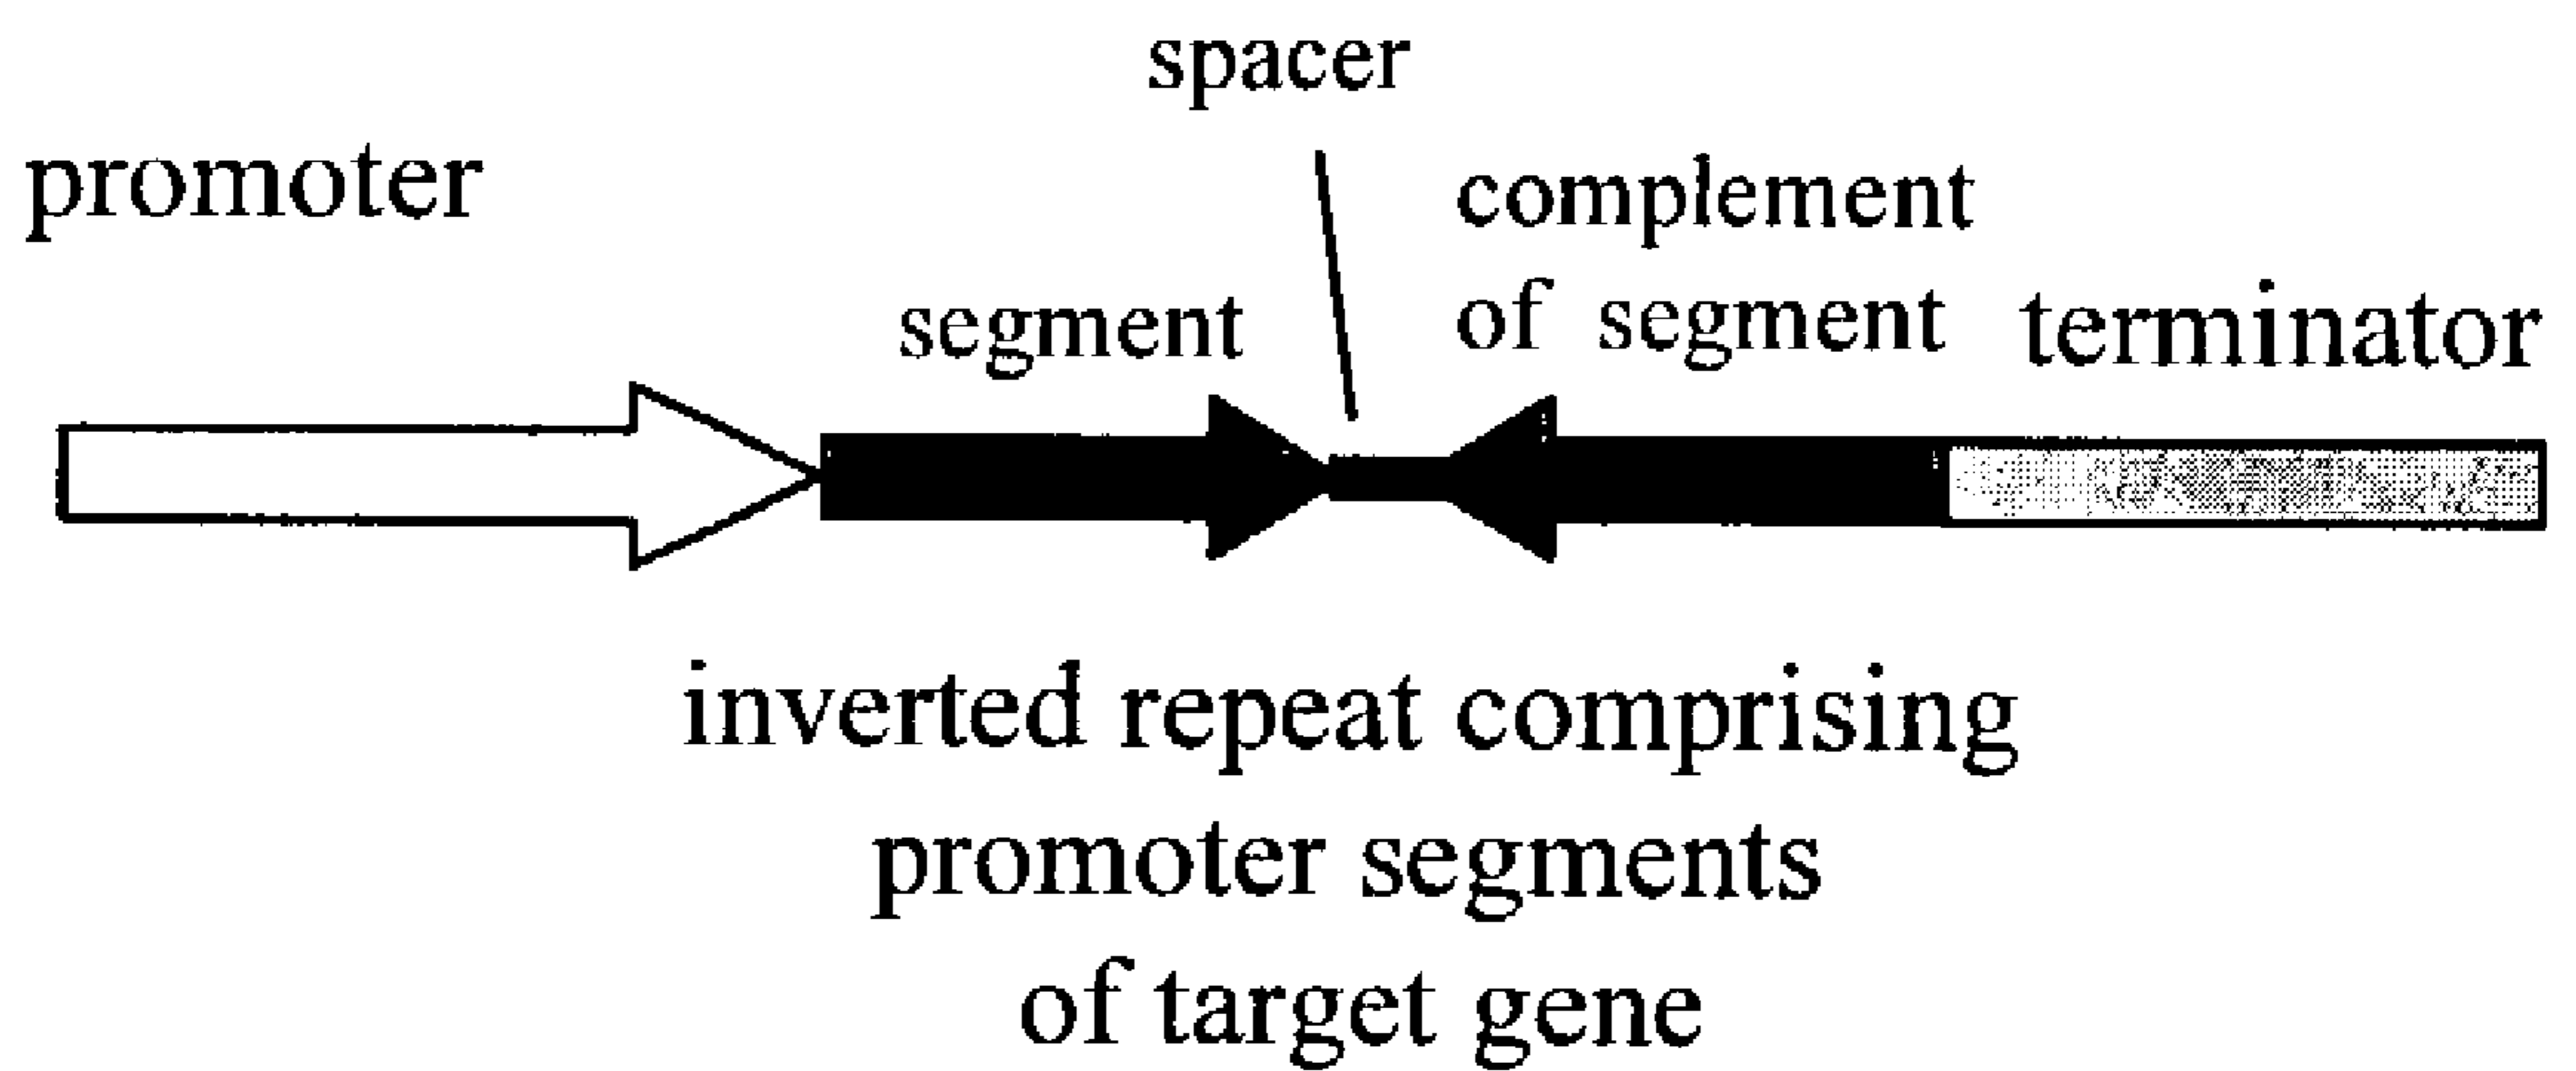 spacer
promoter
complement
segment
of segment
terminator
inverted repeat comprising
promoter segments
of target gene